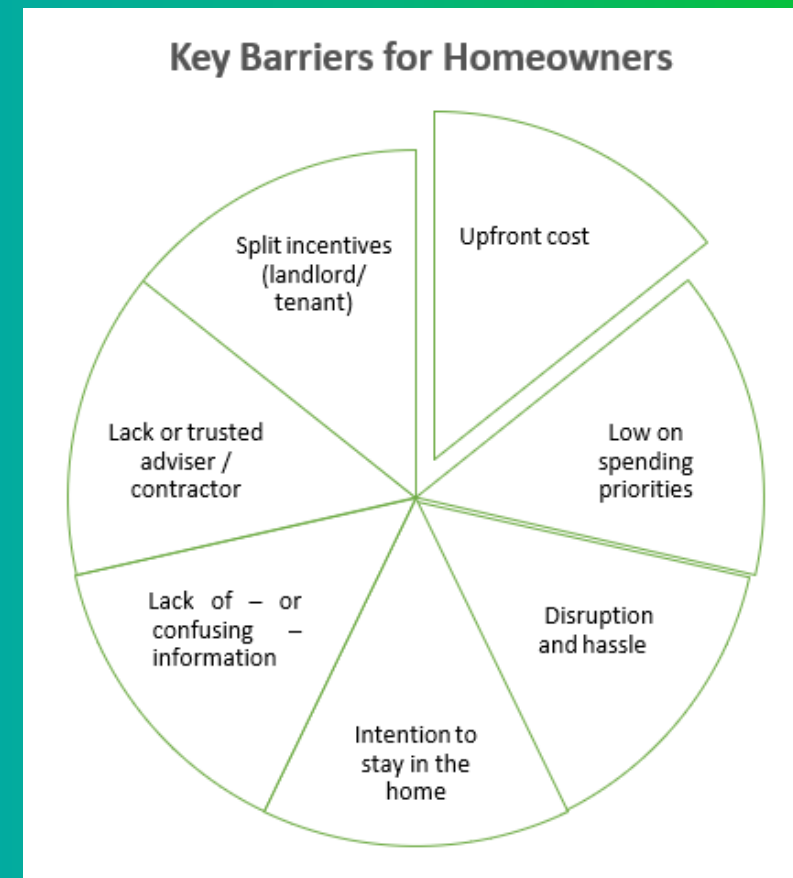 Key Barriers for Homeowners
Upfront cost
Low on
spending
priorities
Disruption
and hassle
Intention to
stay in the
home
Lack of – or
confusing –
information
Lack or trusted
adviser /
contractor
Split incentives
(landlord/
tenant)